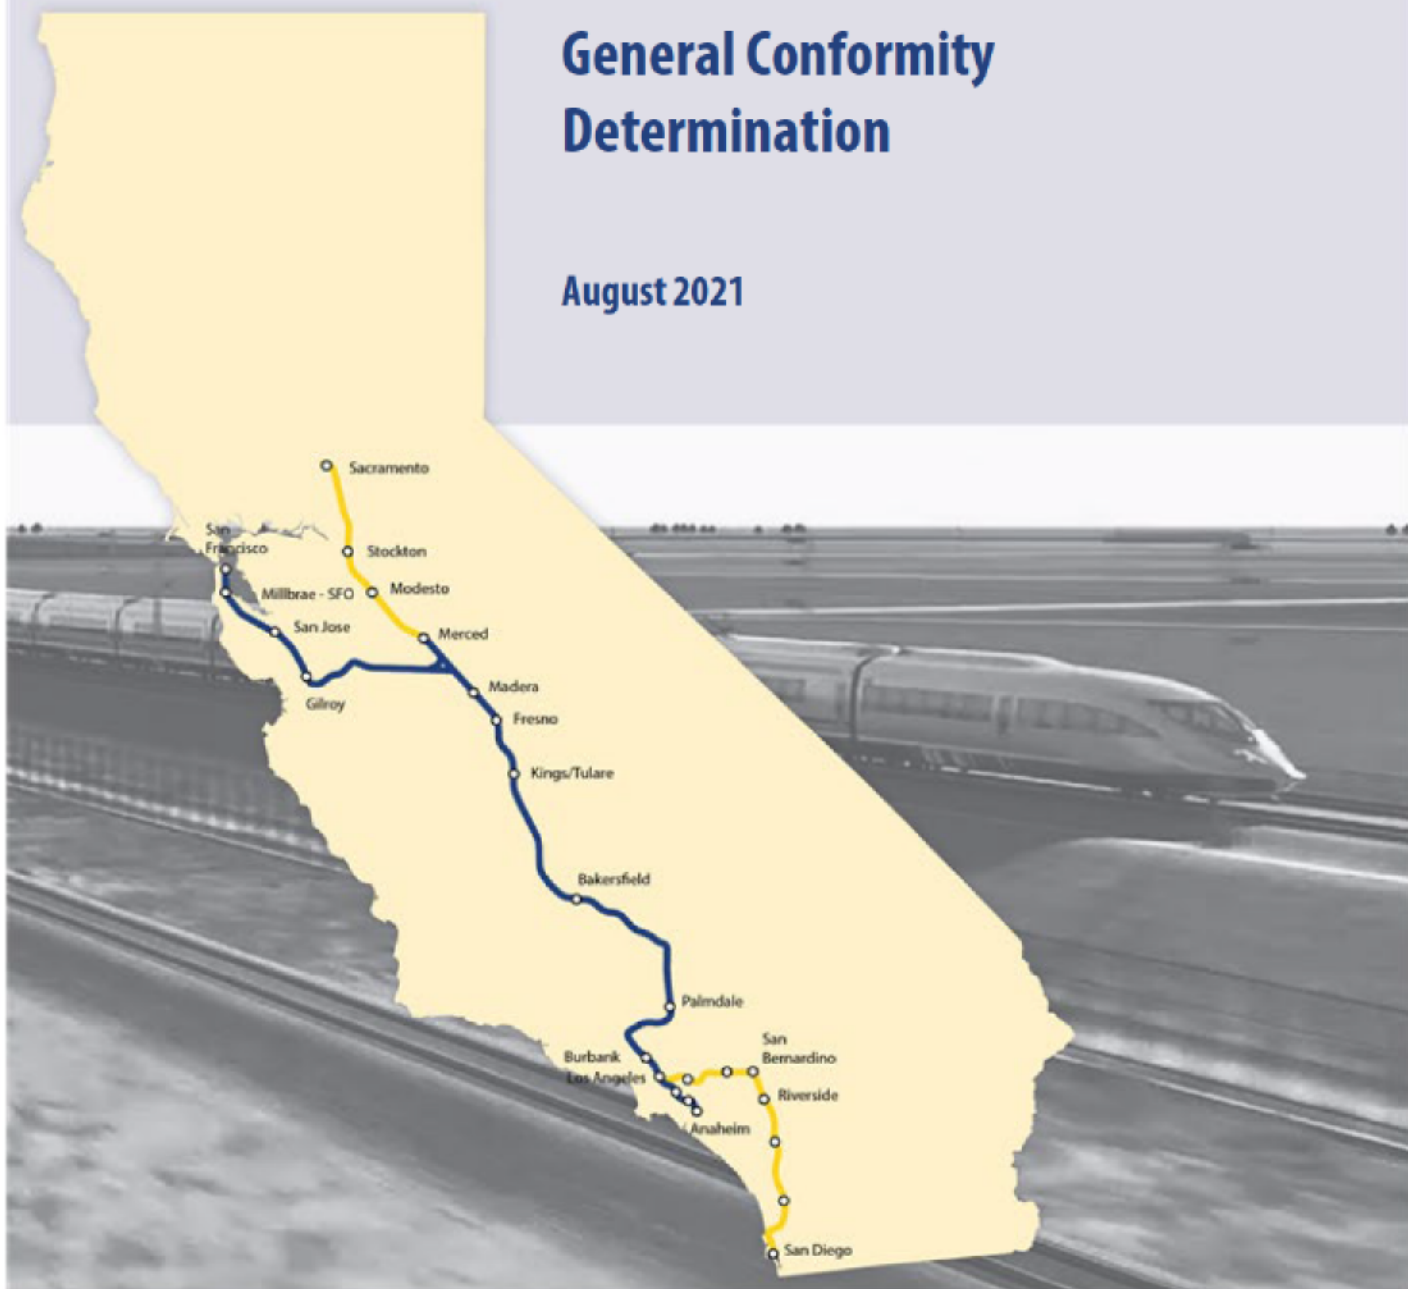 General Conformity
Determination
August 2021
Sacramento
San
Francisco
Stockton
Millbrae - SFO
Modesto
San Jose
Merced
Gilroy
Madera
Fresno
Kings/Tulare
Bakersfield
Palmdale
San
Bernardino
Burbank
Los Angeles
Riverside
Anaheim
San Diego